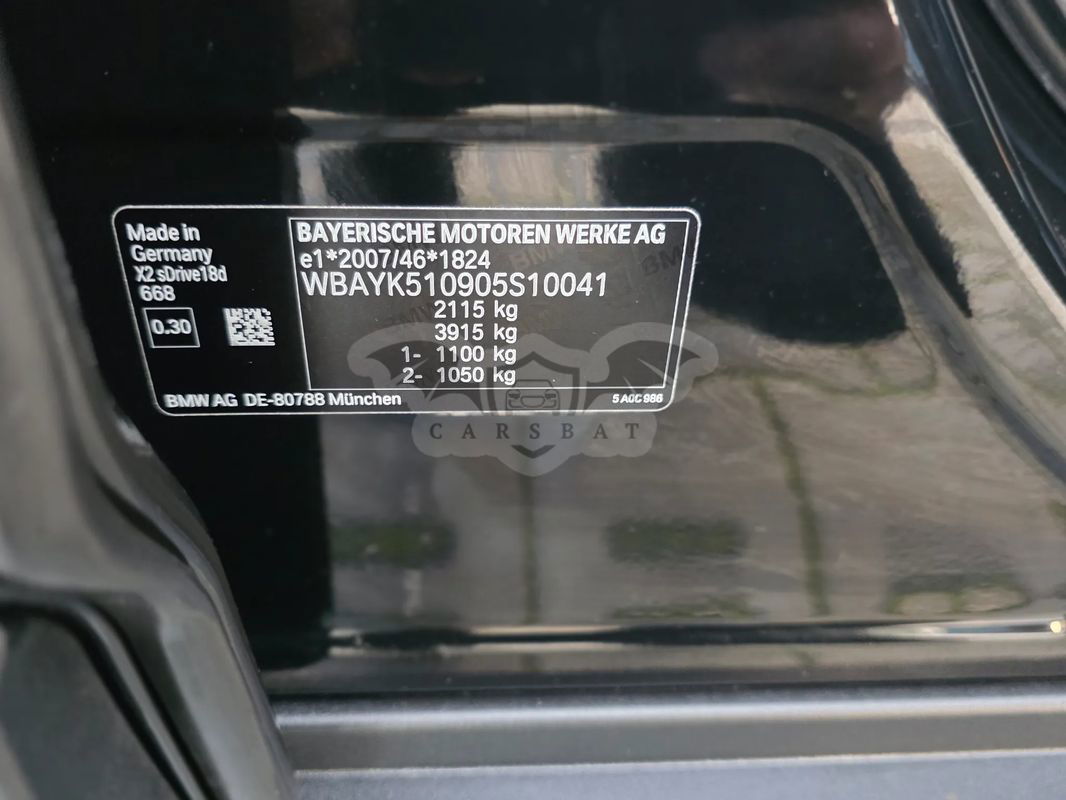 Made in
Germany
X2 sDrive18d
668
0.30
BAYERISCHE MOTOREN WERKE AG
e1*2007/46*1824
WBAYK510905S10041
2115 kg
3915 kg
1- 1100 kg
2- 1050 kg
BMW AG DE-80788 München
5 A0C 986
CARSBAT